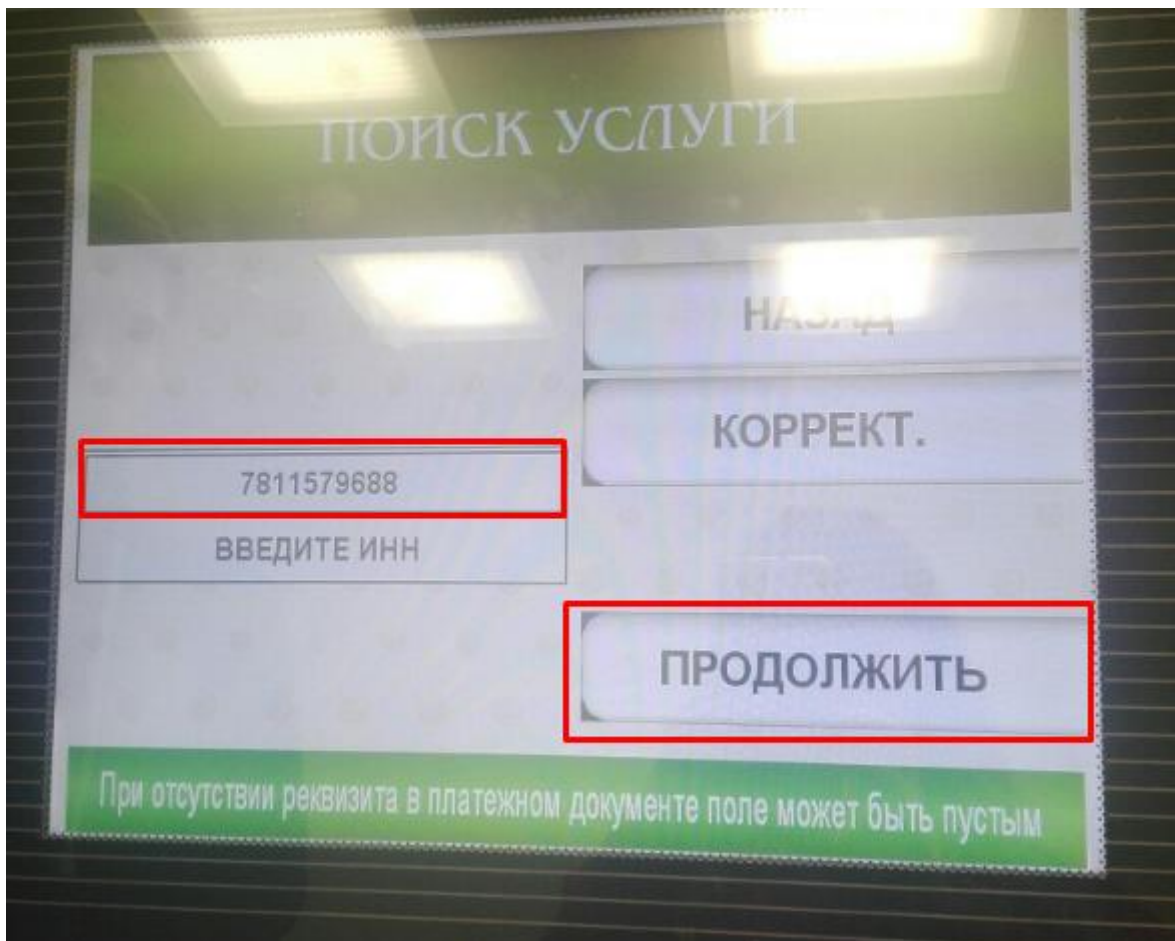 ПОИСК УСЛУГИ
НАЗАД
КОРРЕКТ.
7811579688
ВВЕДИТЕ ИНН
ПРОДОЛЖИТЬ
При отсутствии реквизита в платежном документе поле может быть пустым